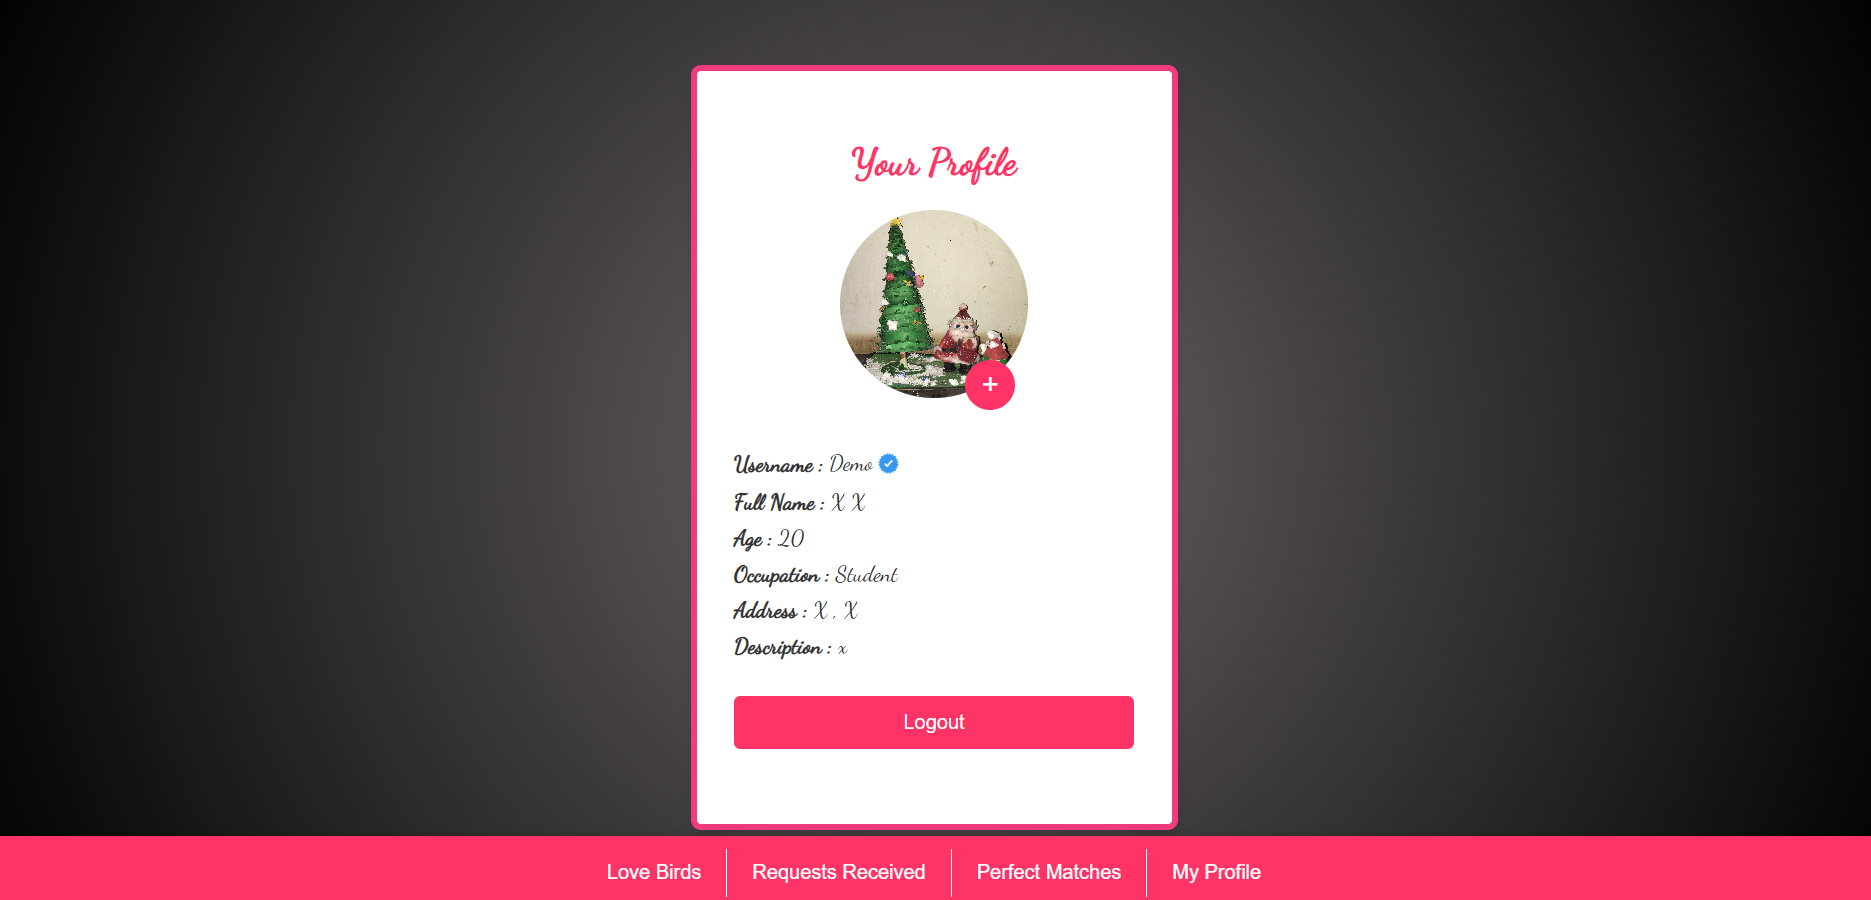 Your Profile
+
Username : Demo
Full Name : X X
Age : 20
Occupation : Student
Address : X , X
Description : x
Logout
Love Birds
Requests Received
Perfect Matches
My Profile